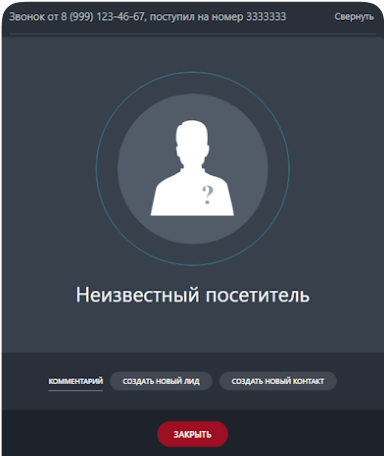 Звонок от 8 (999) 123-46-67, поступил на номер 3333333 Свернуть
?
Неизвестный посетитель
КОММЕНТАРИЙ СОЗДАТЬ НОВЫЙ ЛИД СОЗДАТЬ НОВЫЙ КОНТАКТ
ЗАКРЫТЬ